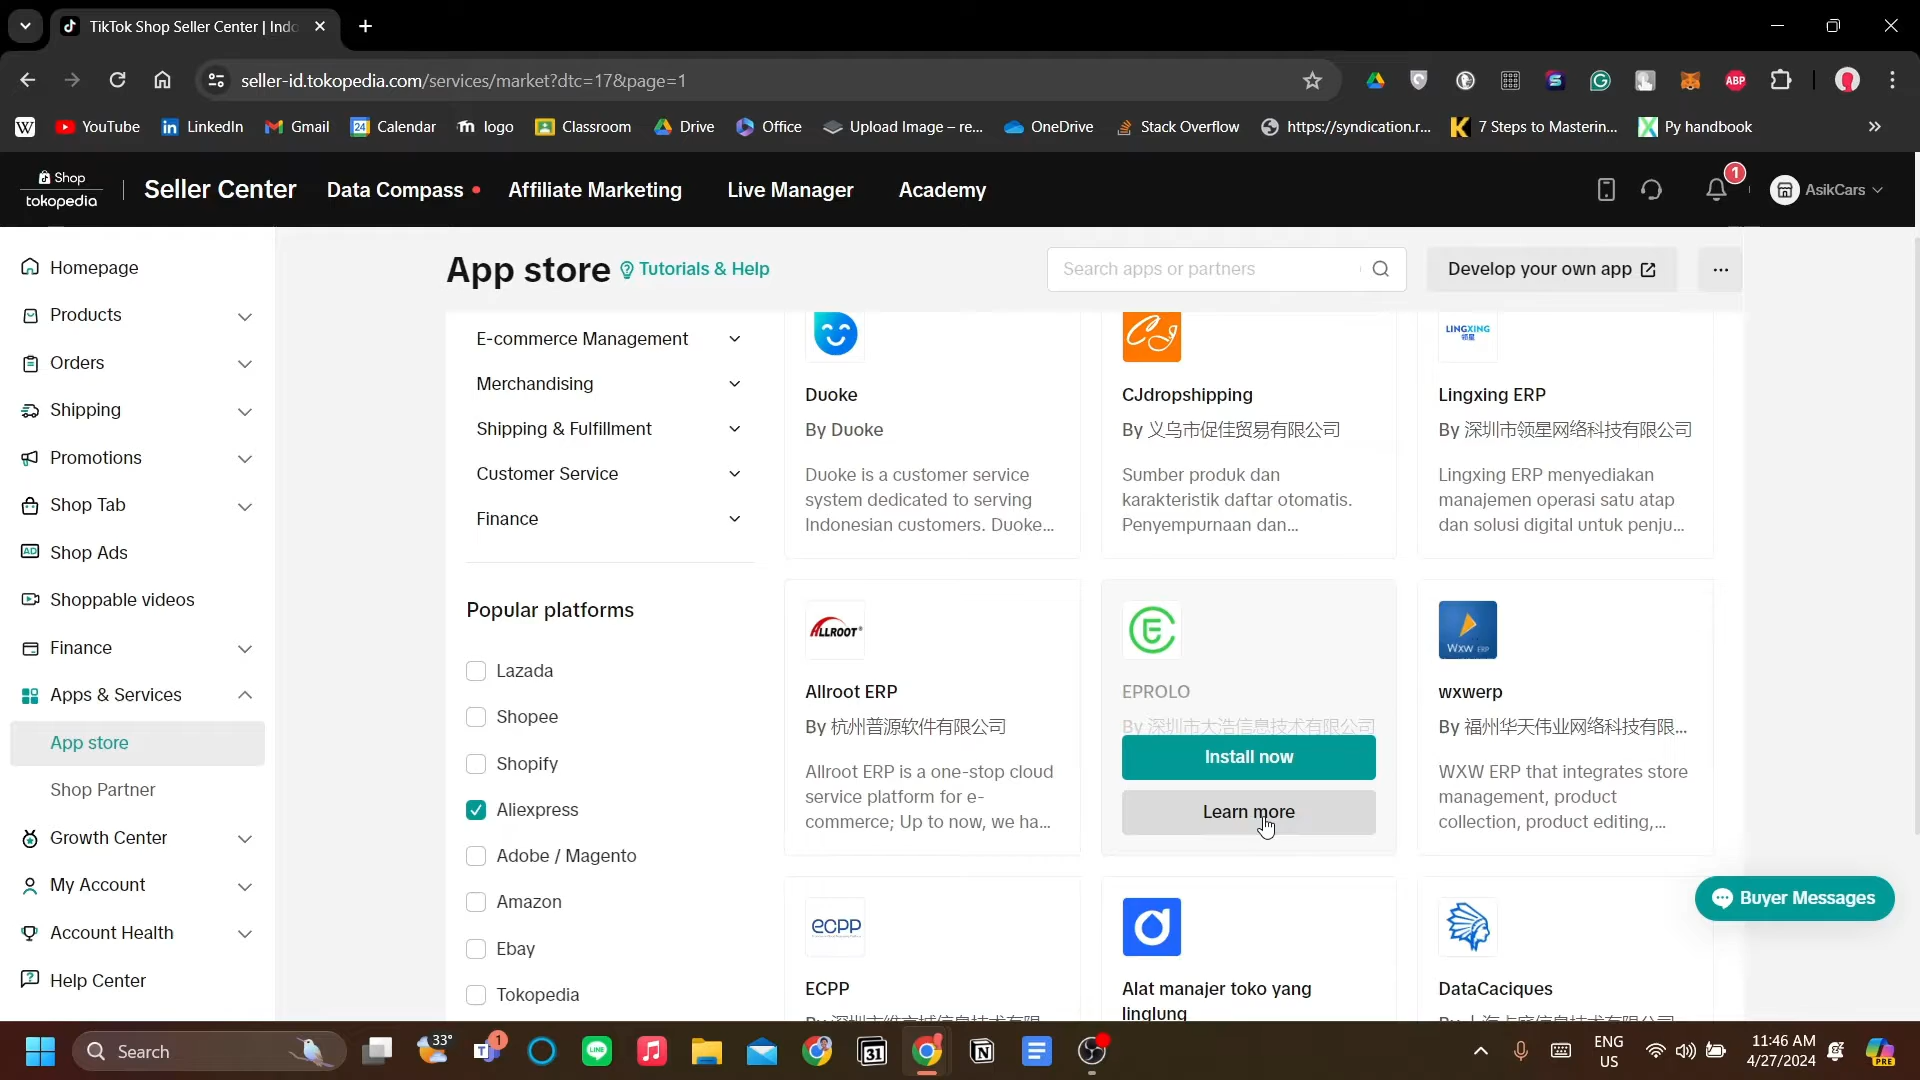 TikTok Shop Seller Center | Indo
seller-id.tokopedia.com/services/market?dtc=17&page=1
ABP
W
YouTube
LinkedIn
Gmail
24
Calendar
logo
Classroom
Drive
Office
Upload Image – re...
OneDrive
Stack Overflow
https://syndication.r...
7 Steps to Masterin...
Py handbook
Shop
tokopedia
Seller Center
Data Compass
Affiliate Marketing
Live Manager
Academy
1
AsikCars
Homepage
Products
Orders
Shipping
Promotions
Shop Tab
AD
Shop Ads
Shoppable videos
Finance
Apps & Services
App store
Shop Partner
Growth Center
My Account
Account Health
Help Center
App store
Tutorials & Help
Search apps or partners
Develop your own app
E-commerce Management
Merchandising
Shipping & Fulfillment
Customer Service
Finance
Popular platforms
Lazada
Shopee
Shopify
Aliexpress
Adobe / Magento
Amazon
Ebay
Tokopedia
Duoke
By Duoke
Duoke is a customer service
system dedicated to serving
Indonesian customers. Duoke...
CJdropshipping
By 义乌市促佳贸易有限公司
Sumber produk dan
karakteristik daftar otomatis.
Penyempurnaan dan...
LINGXING
领星
Lingxing ERP
By 深圳市领星网络科技有限公司
Lingxing ERP menyediakan
manajemen operasi satu atap
dan solusi digital untuk penju...
ALLROOT
Allroot ERP
By 杭州普源软件有限公司
Allroot ERP is a one-stop cloud
service platform for e-
commerce; Up to now, we ha...
EPROLO
By 深圳市大浩信息技术有限公司
Install now
Learn more
Wxw ERP
wxwerp
By 福州华天伟业网络科技有限...
WXW ERP that integrates store
management, product
collection, product editing,...
ecPP
ECPP
Alat manajer toko yang
linglung
DataCaciques
Buyer Messages
Search
33°
1
31
ENG
US
11:46 AM
4/27/2024
PRE